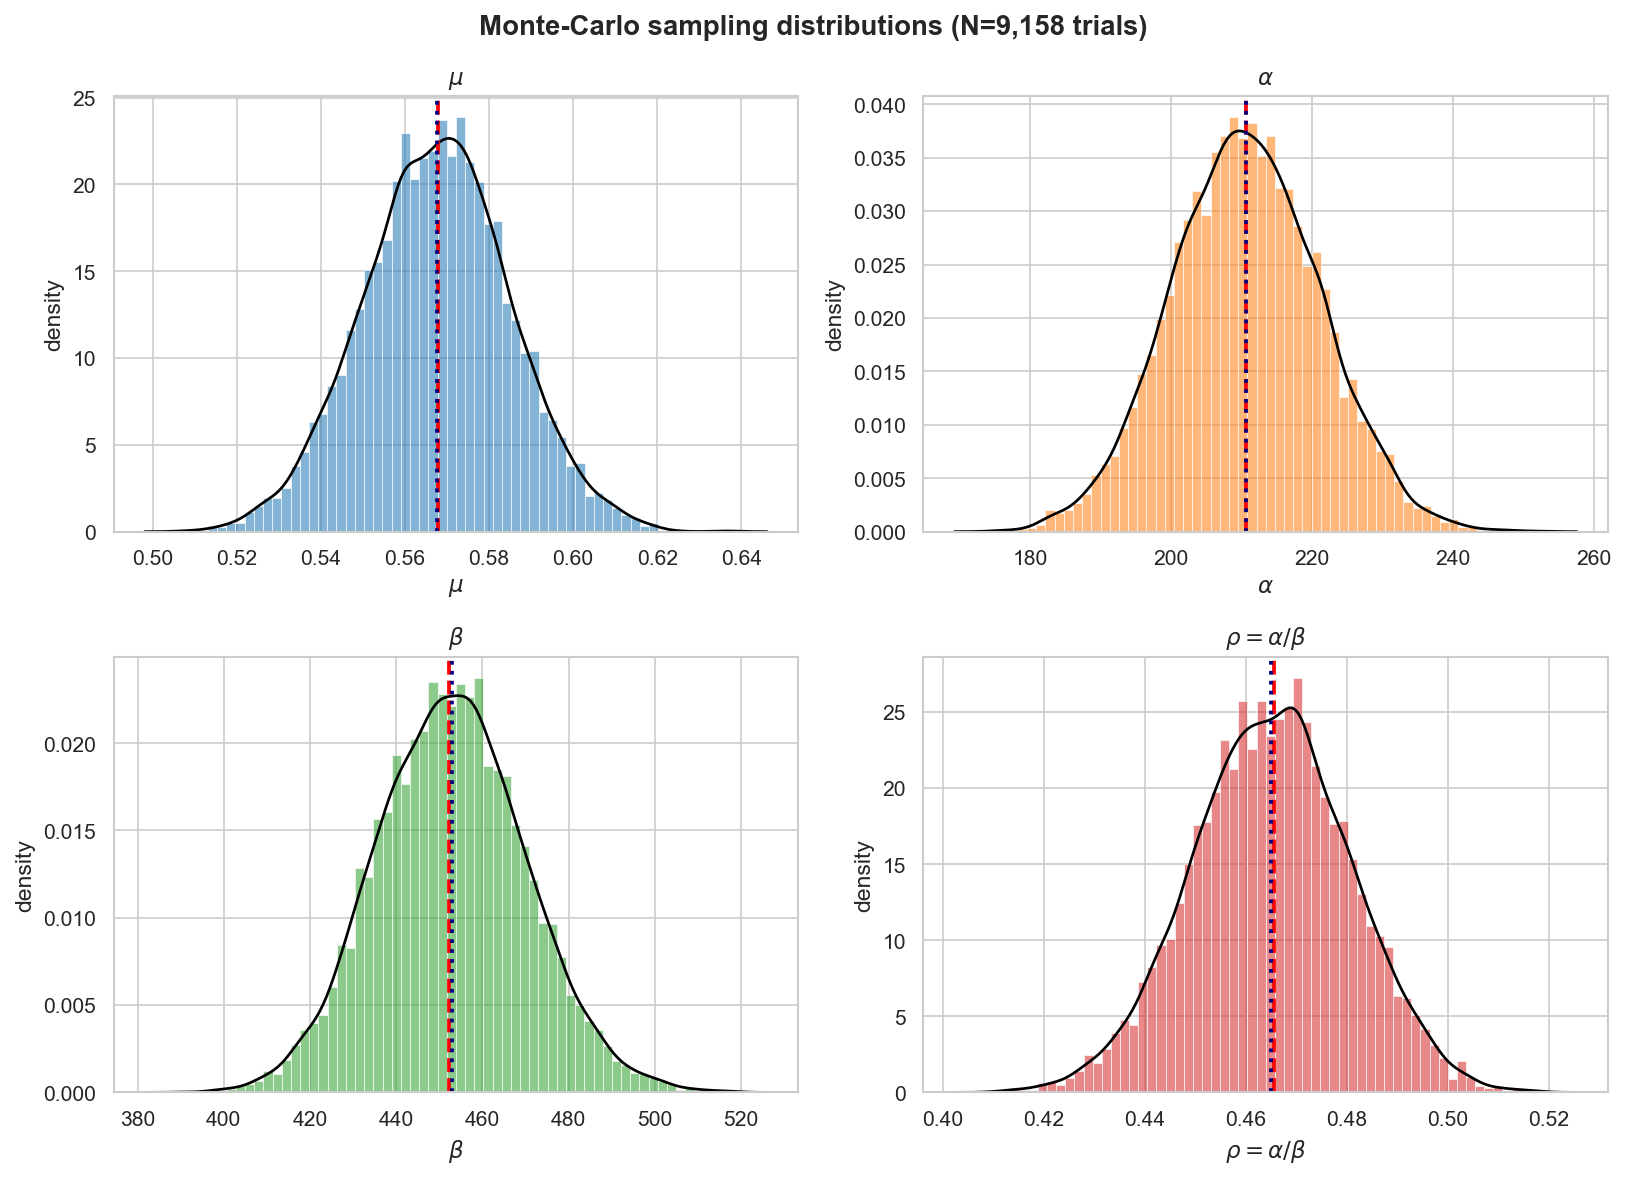 Monte-Carlo sampling distributions (N=9,158 trials)
μ
25
20
15
10
5
0
density
0.50 0.52 0.54 0.56 0.58 0.60 0.62 0.64
μ
α
0.040
0.035
0.030
0.025
0.020
0.015
0.010
0.005
0.000
density
180 200 220 240 260
α
β
0.020
0.015
0.010
0.005
0.000
density
380 400 420 440 460 480 500 520
β
ρ = α/β
25
20
15
10
5
0
density
0.40 0.42 0.44 0.46 0.48 0.50 0.52
ρ = α/β